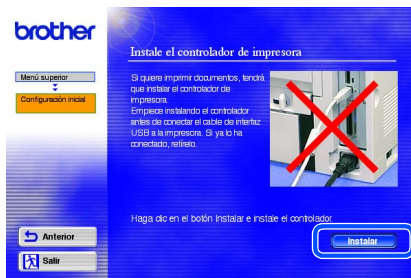 brother
Instale el controlador de impresora
Menú superior
Configuración inicial
Si quiere imprimir documentos, tendrá
que instalar el controlador de
impresora.
Empiece instalando el controlador
antes de conectar el cable de interfaz
USB a la impresora. Si ya lo ha
conectado, retírelo.
Haga clic en el botón Instalar e instale el controlador.
Anterior
Instalar
Salir